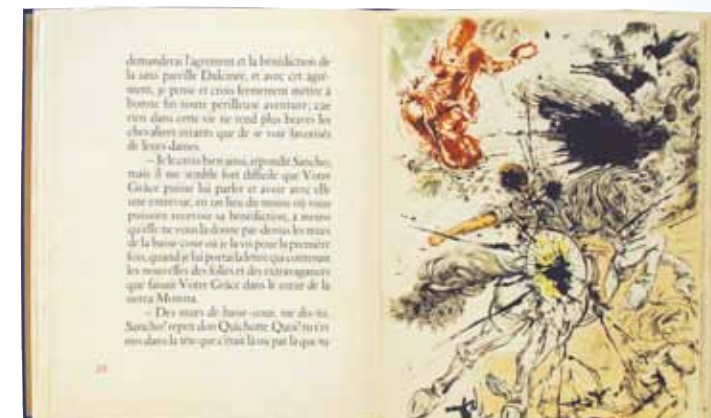 demanderas l'agrément et la bénédiction de
la sans pareille Dulcinée, et avec cet agré-
ment, je pense et crois fermement mettre à
bonne fin toute périlleuse aventure; car
rien dans cette vie ne rend plus braves les
chevaliers errants que de se voir favorisés
de leurs dames.
— Je le crois bien ainsi, répondit Sancho;
mais il me semble fort difficile que Votre
Grâce puisse lui parler et avoir avec elle
une entrevue, en un lieu du moins où vous
puissiez recevoir sa bénédiction, à moins
qu'elle ne vous la donne par-dessus les murs
de la basse-cour où je la vis pour la première
fois, quand je lui portai la lettre qui contenait
les nouvelles des folies et des extravagances
que faisait Votre Grâce dans le cœur de la
sierra Morena.
— Des murs de basse-cour, me dis-tu,
Sancho! reprit don Quichotte. Quoi! tu t'es
mis dans la tête que c'était là ou par là que tu